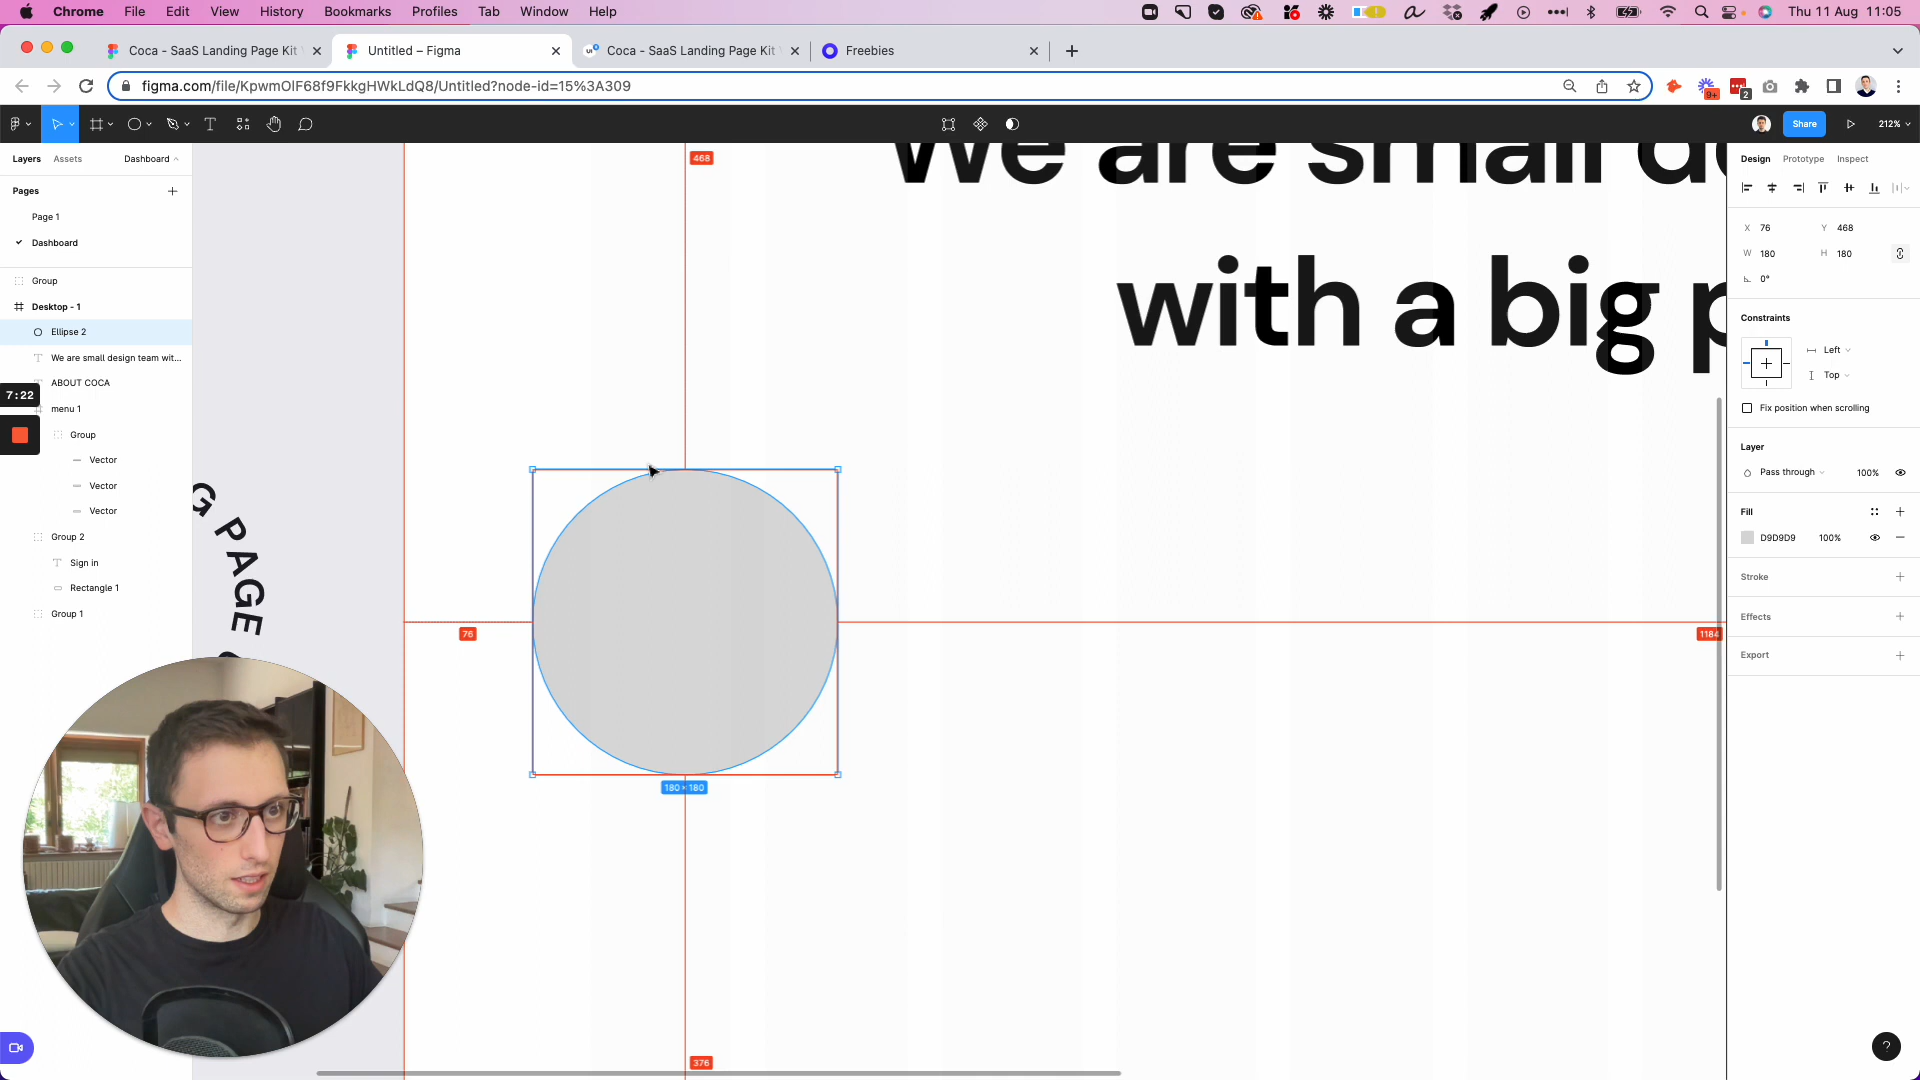 Chrome File Edit View History Bookmarks Profiles Tab Window Help
Thu 11 Aug 11:05
Coca - SaaS Landing Page Kit
Untitled – Figma
Coca - SaaS Landing Page Kit
Freebies
figma.com/file/KpwmOIF68f9FkkgHWkLdQ8/Untitled?node-id=15%3A309
9+
2
Share
212%
Layers Assets Dashboard
Pages
Page 1
Dashboard
Group
Desktop - 1
Ellipse 2
We are small design team wit...
ABOUT COCA
7:22
menu 1
Group
Vector
Vector
Vector
Group 2
Sign in
Rectangle 1
Group 1
G PAGE
468
We are small de
with a big p
76
1184
180 × 180
376
Design Prototype Inspect
X 76 Y 468
W 180 H 180
0°
Constraints
Left
Top
Fix position when scrolling
Layer
Pass through 100%
Fill
D9D9D9 100%
Stroke
Effects
Export
?